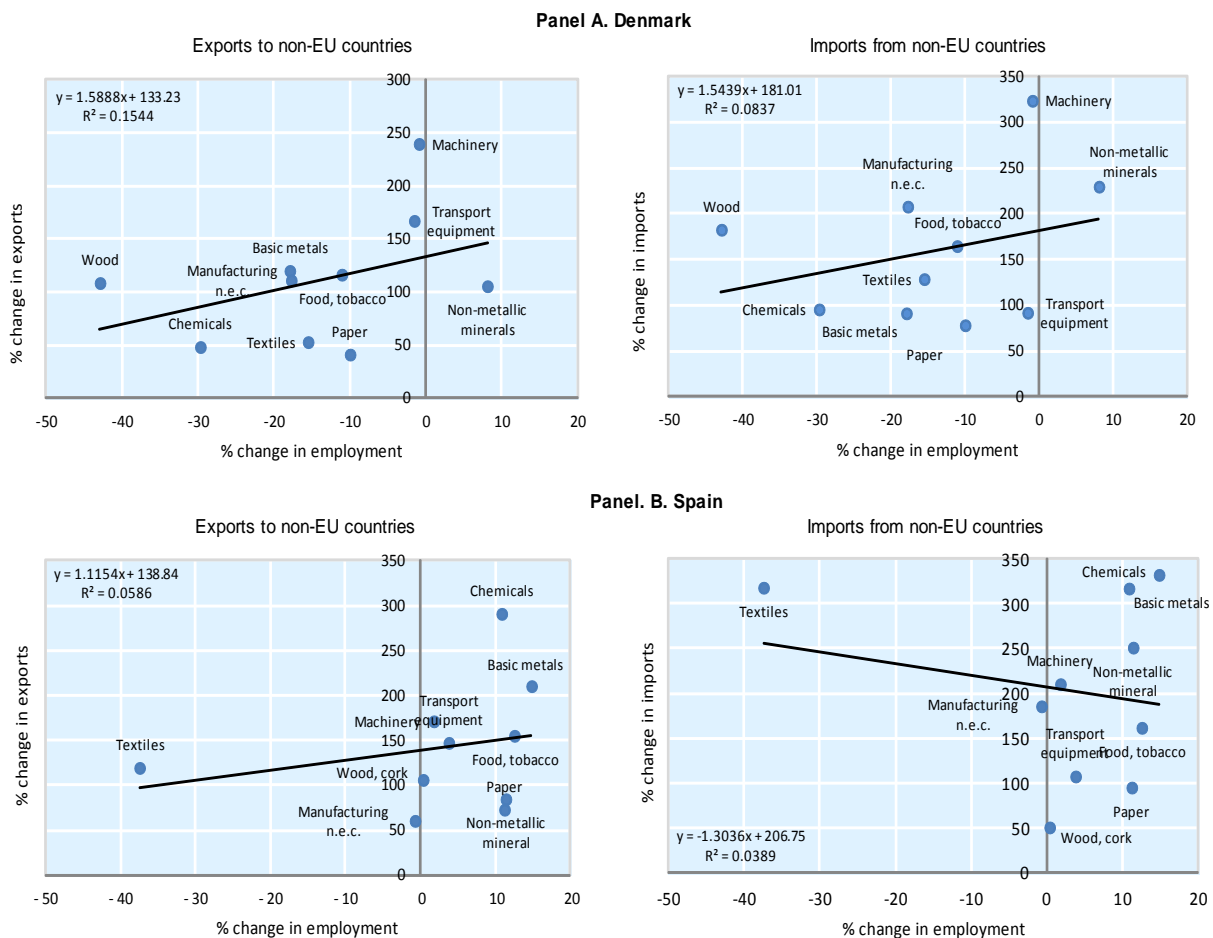 Panel A. Denmark
Exports to non-EU countries
% change in exports
y = 1.5888x + 133.23
R² = 0.1544
300
250
200
150
100
50
0
Machinery
Transport
equipment
Basic metals
Wood
Manufacturing
n.e.c.
Food, tobacco
Non-metallic
minerals
Chemicals
Textiles
Paper
-50 -40 -30 -20 -10 0 10 20
% change in employment
Imports from non-EU countries
% change in imports
y = 1.5439x + 181.01
R² = 0.0837
350
300
250
200
150
100
50
0
Machinery
Non-metallic
minerals
Manufacturing
n.e.c.
Wood
Food, tobacco
Textiles
Chemicals
Basic metals
Transport
equipment
Paper
-50 -40 -30 -20 -10 0 10 20
% change in employment
Panel. B. Spain
Exports to non-EU countries
% change in exports
y = 1.1154x + 138.84
R² = 0.0586
350
300
250
200
150
100
50
0
Chemicals
Basic metals
Transport
equipment
Machinery
Textiles
Food, tobacco
Wood, cork
Paper
Manufacturing
n.e.c.
Non-metallic
mineral
-50 -40 -30 -20 -10 0 10 20
% change in employment
Imports from non-EU countries
% change in imports
350
300
250
200
150
100
50
0
Chemicals
Basic metals
Textiles
Machinery
Non-metallic
mineral
Manufacturing
n.e.c.
Transport
equipment
Food, tobacco
Paper
Wood, cork
y = -1.3036x + 206.75
R² = 0.0389
-50 -40 -30 -20 -10 0 10 20
% change in employment